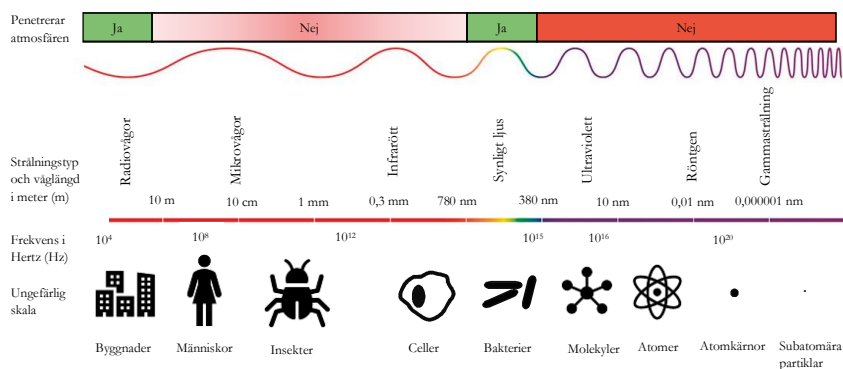 Penetrerar
atmosfären
Ja
Nej
Ja
Nej
Strålningstyp
och våglängd
i meter (m)
Radiovågor
Mikrovågor
Infrarött
Synligt ljus
Ultraviolett
Röntgen
Gammastrålning
10 m
10 cm
1 mm
0,3 mm
780 nm
380 nm
10 nm
0,01 nm
0,000001 nm
Frekvens i
Hertz (Hz)
10⁴
10⁸
10¹²
10¹⁵
10¹⁶
10²⁰
Ungefärlig
skala
Byggnader
Människor
Insekter
Celler
Bakterier
Molekyler
Atomer
Atomkärnor
Subatomära
partiklar